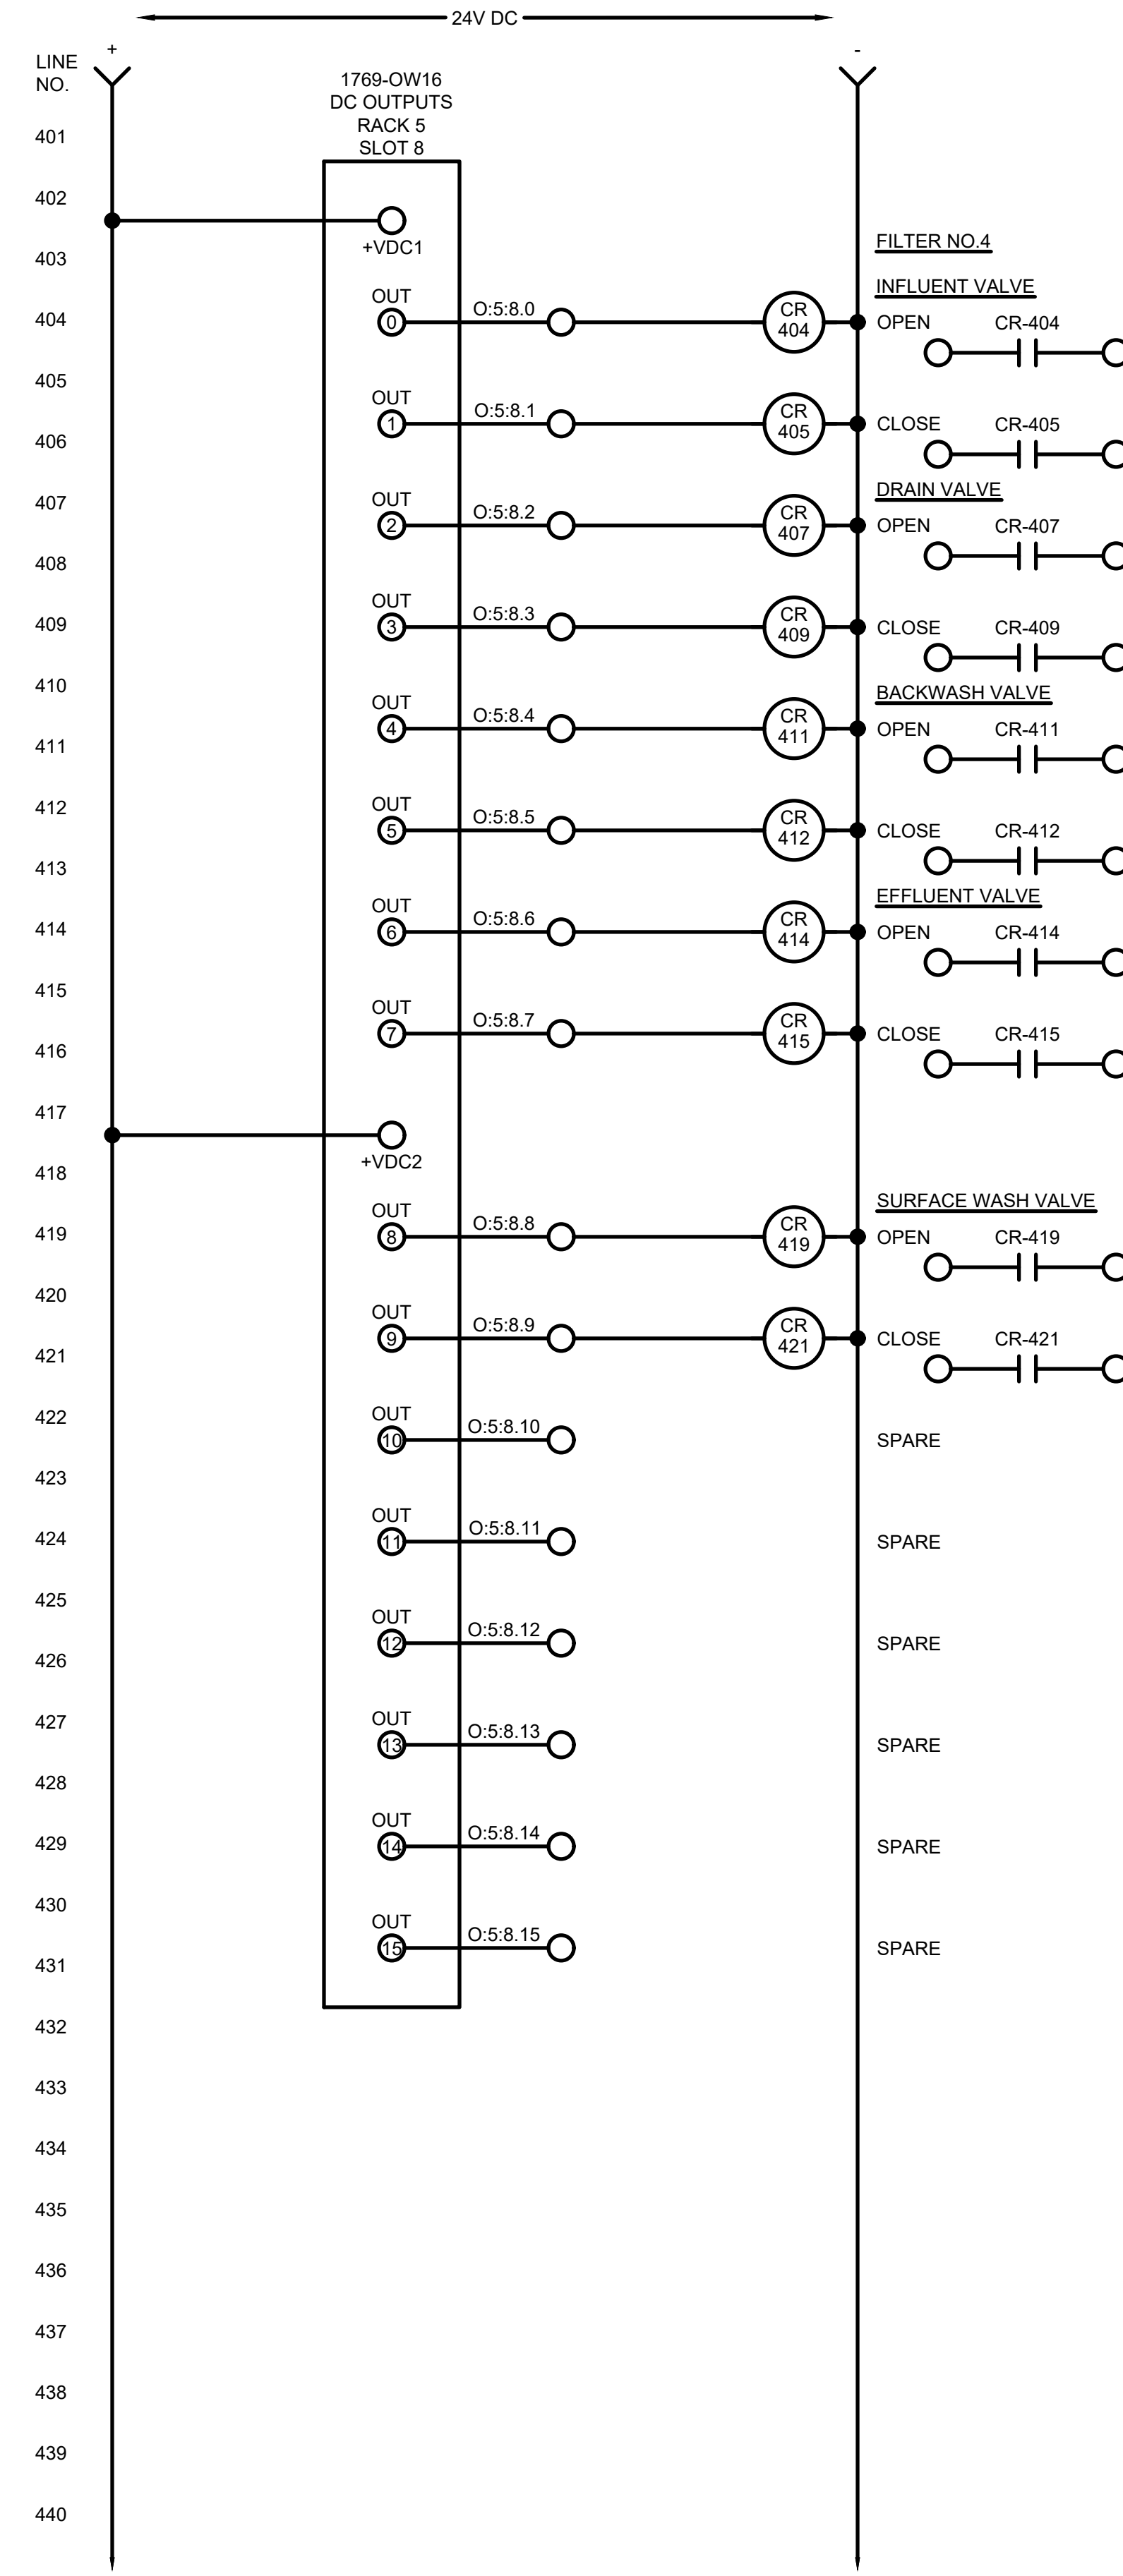 24V DC
+
-
LINE
NO.
1769-OW16
DC OUTPUTS
RACK 5
SLOT 8
401
402
+VDC1
FILTER NO.4
403
INFLUENT VALVE
OUT
O:5:8.0
CR
404
0
404
OPEN
CR-404
405
OUT
O:5:8.1
CR
405
1
CLOSE
CR-405
406
DRAIN VALVE
407
OUT
O:5:8.2
CR
407
2
OPEN
CR-407
408
OUT
O:5:8.3
CR
409
409
3
CLOSE
CR-409
410
BACKWASH VALVE
OUT
O:5:8.4
CR
411
4
OPEN
CR-411
411
412
OUT
O:5:8.5
CR
412
5
CLOSE
CR-412
413
EFFLUENT VALVE
OUT
O:5:8.6
CR
414
414
6
OPEN
CR-414
415
OUT
O:5:8.7
CR
415
7
CLOSE
CR-415
416
417
+VDC2
418
SURFACE WASH VALVE
OUT
O:5:8.8
CR
419
419
8
OPEN
CR-419
420
OUT
O:5:8.9
CR
421
9
CLOSE
CR-421
421
422
OUT
O:5:8.10
10
SPARE
423
OUT
O:5:8.11
424
11
SPARE
425
OUT
O:5:8.12
12
SPARE
426
427
OUT
O:5:8.13
13
SPARE
428
OUT
O:5:8.14
429
14
SPARE
430
OUT
O:5:8.15
15
SPARE
431
432
433
434
435
436
437
438
439
440